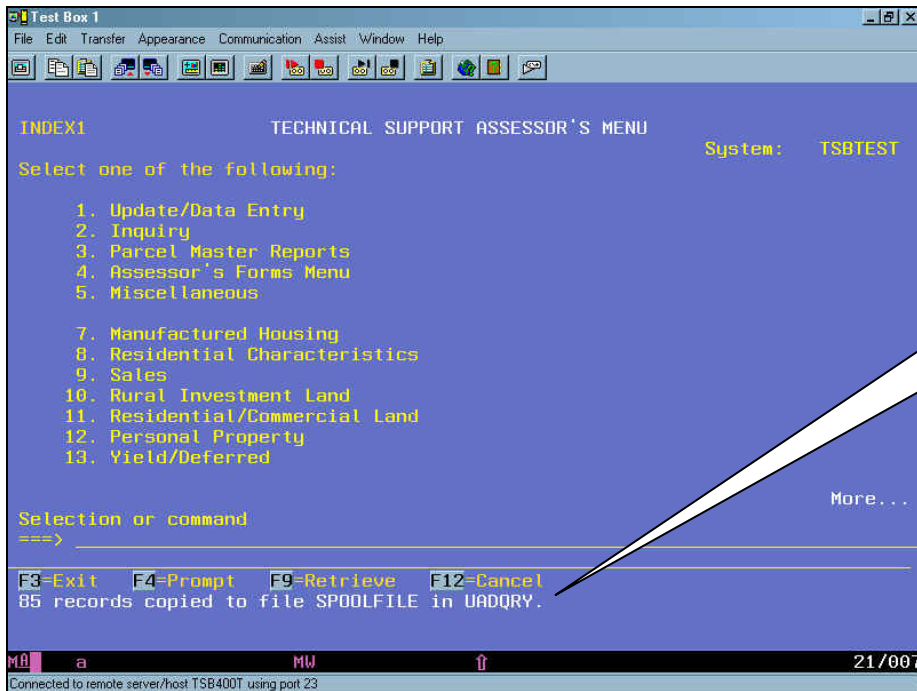 Test Box 1
File Edit Transfer Appearance Communication Assist Window Help
INDEX1 TECHNICAL SUPPORT ASSESSOR'S MENU
System: TSBTEST
Select one of the following:
1. Update/Data Entry
2. Inquiry
3. Parcel Master Reports
4. Assessor's Forms Menu
5. Miscellaneous
7. Manufactured Housing
8. Residential Characteristics
9. Sales
10. Rural Investment Land
11. Residential/Commercial Land
12. Personal Property
13. Yield/Deferred
More...
Selection or command
===>
F3=Exit F4=Prompt F9=Retrieve F12=Cancel
85 records copied to file SPOOLFILE in UADQRY.
MA a MW 21/007
Connected to remote server/host TSB400T using port 23